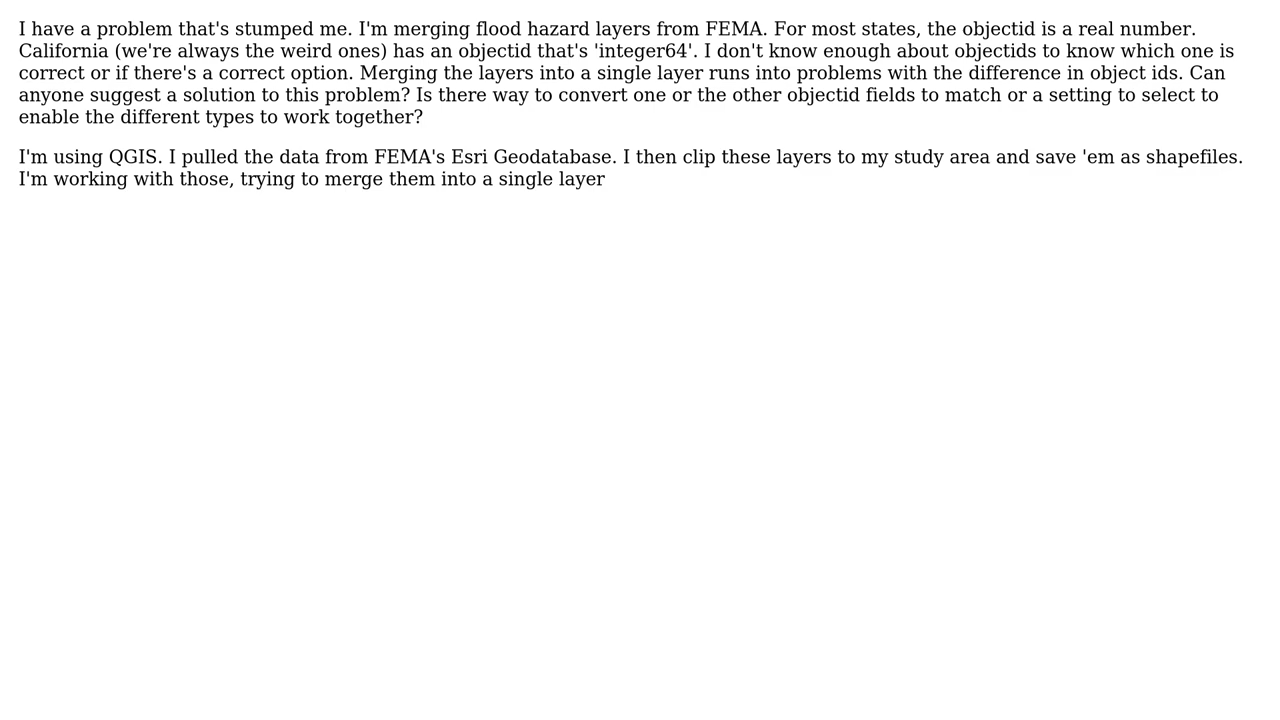 I have a problem that's stumped me. I'm merging flood hazard layers from FEMA. For most states, the objectid is a real number.
California (we're always the weird ones) has an objectid that's 'integer64'. I don't know enough about objectids to know which one is
correct or if there's a correct option. Merging the layers into a single layer runs into problems with the difference in object ids. Can
anyone suggest a solution to this problem? Is there way to convert one or the other objectid fields to match or a setting to select to
enable the different types to work together?
I'm using QGIS. I pulled the data from FEMA's Esri Geodatabase. I then clip these layers to my study area and save 'em as shapefiles.
I'm working with those, trying to merge them into a single layer